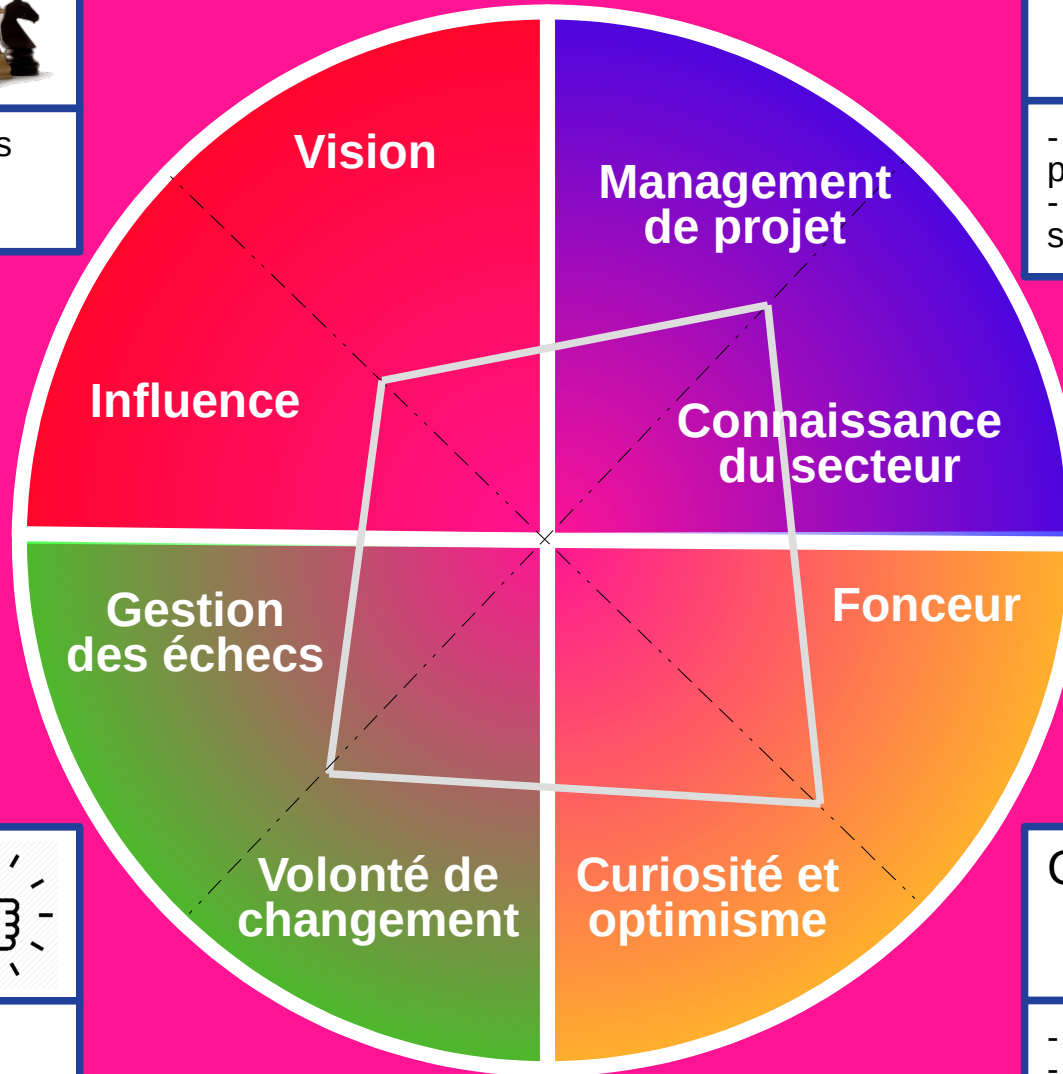 Vision
Management
de projet
Influence
Connaissance
du secteur
Gestion
des échecs
Fonceur
Volonté de
changement
Curiosité et
optimisme
s
-
p
-
s
-
-